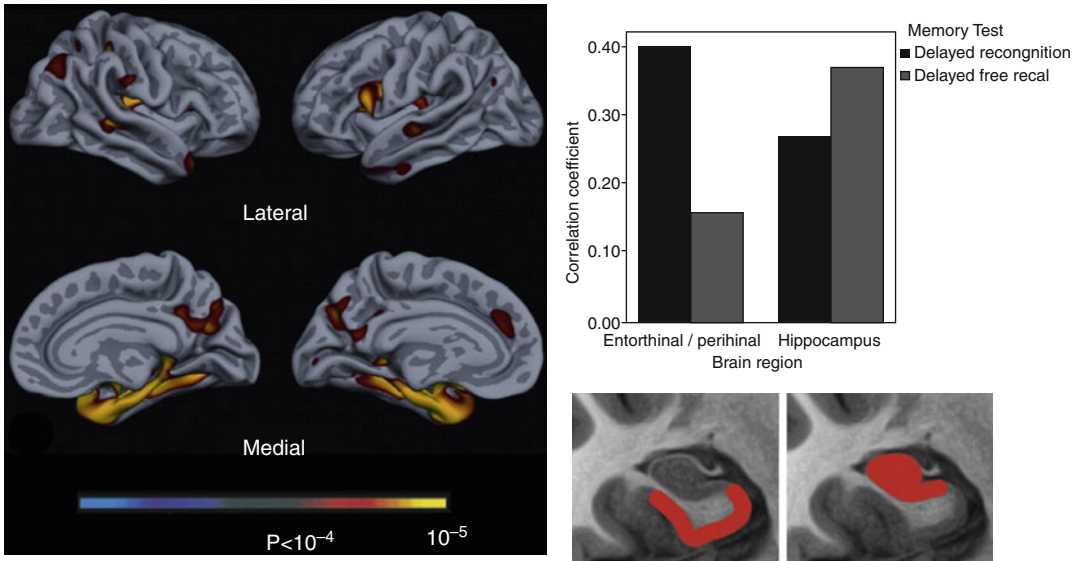 Lateral
Medial
P<10⁻⁴
10⁻⁵
Memory Test
Delayed recongnition
Delayed free recal
Correlation coefficient
0.40
0.30
0.20
0.10
0.00
Entorthinal / perihinal
Hippocampus
Brain region